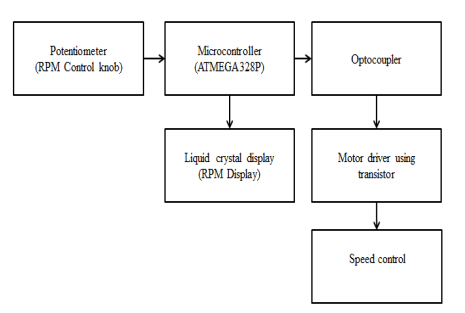 Potentiometer
(RPM Control knob)
Microcontroller
(ATMEGA328P)
Optocoupler
Liquid crystal display
(RPM Display)
Motor driver using
transistor
Speed control